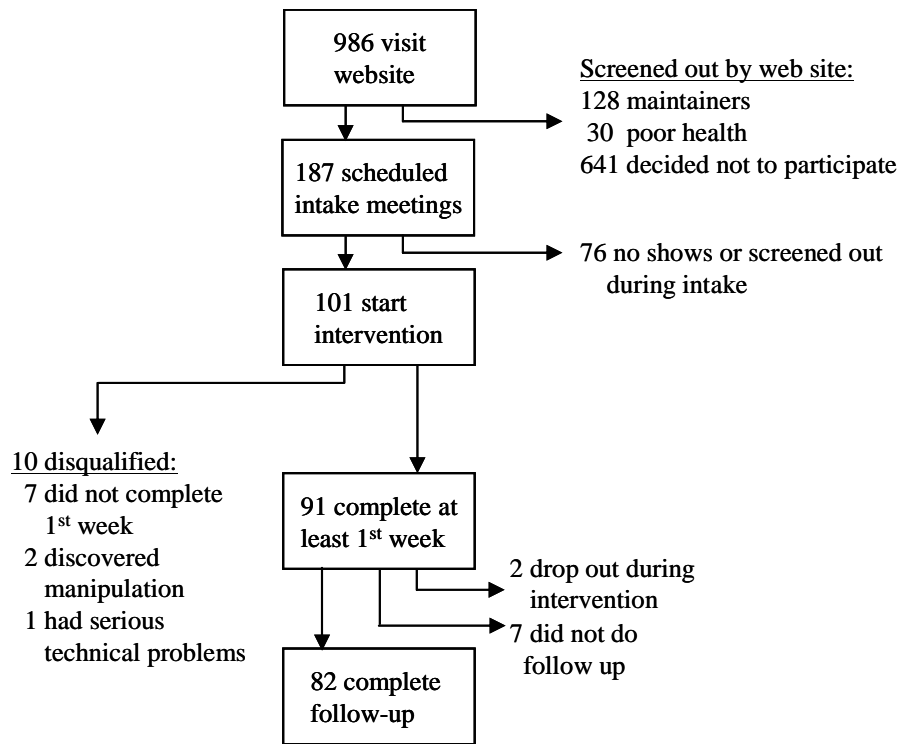 986 visit
website
Screened out by web site:
128 maintainers
30 poor health
641 decided not to participate
187 scheduled
intake meetings
76 no shows or screened out
during intake
101 start
intervention
10 disqualified:
7 did not complete
1st week
2 discovered
manipulation
1 had serious
technical problems
91 complete at
least 1st week
2 drop out during
intervention
7 did not do
follow up
82 complete
follow-up